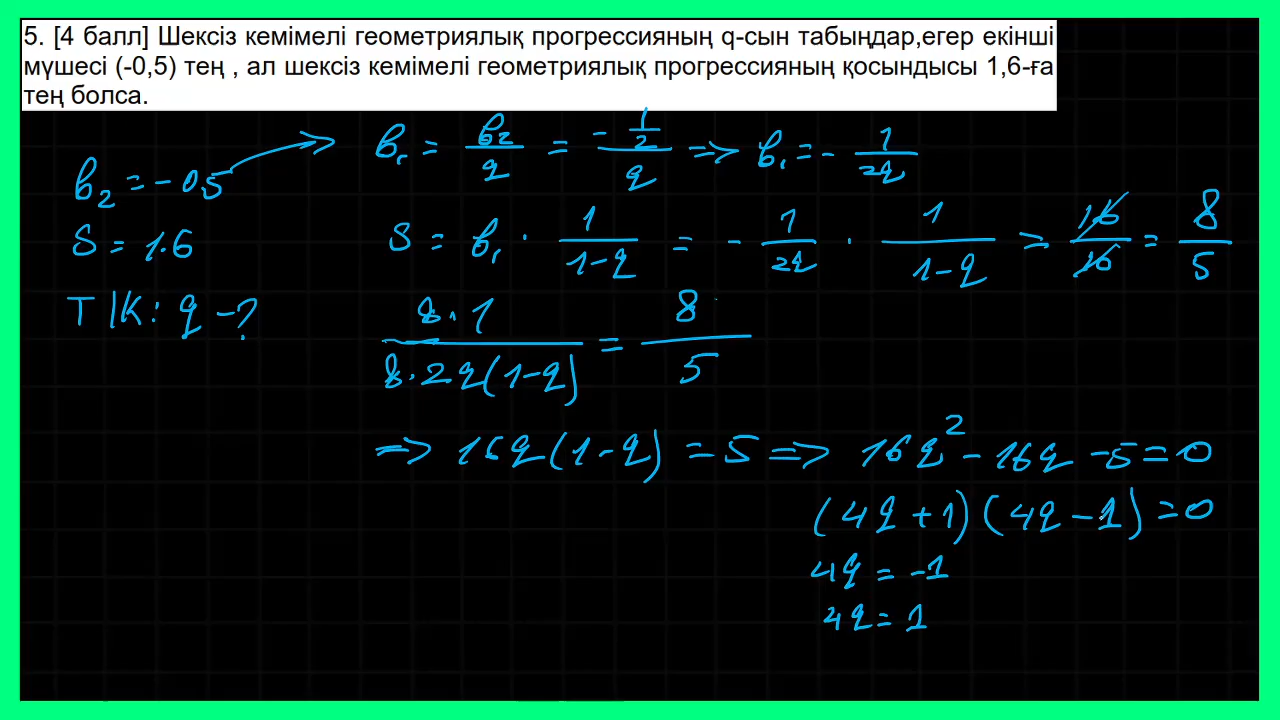 5. [4 балл] Шексіз кемімелі геометриялық прогрессияның q-сын табыңдар,егер екінші
мүшесі (-0,5) тең , ал шексіз кемімелі геометриялық прогрессияның қосындысы 1,6-ға
тең болса.
b₂ = -0.5 → b₁ = b₂/q = (-1/2)/q => b₁ = -1/2q
S = 1.6
S = b₁ · 1/(1-q) = -1/2q · 1/(1-q) = 16/10 = 8/5
Т/К: q -?
8·1/8·2q(1-q) = 8/5
=> 16q(1-q) = -5 => 16q² - 16q - 5 = 0
(4q + 1)(4q - 1) = 0
4q = -1
4q = 1